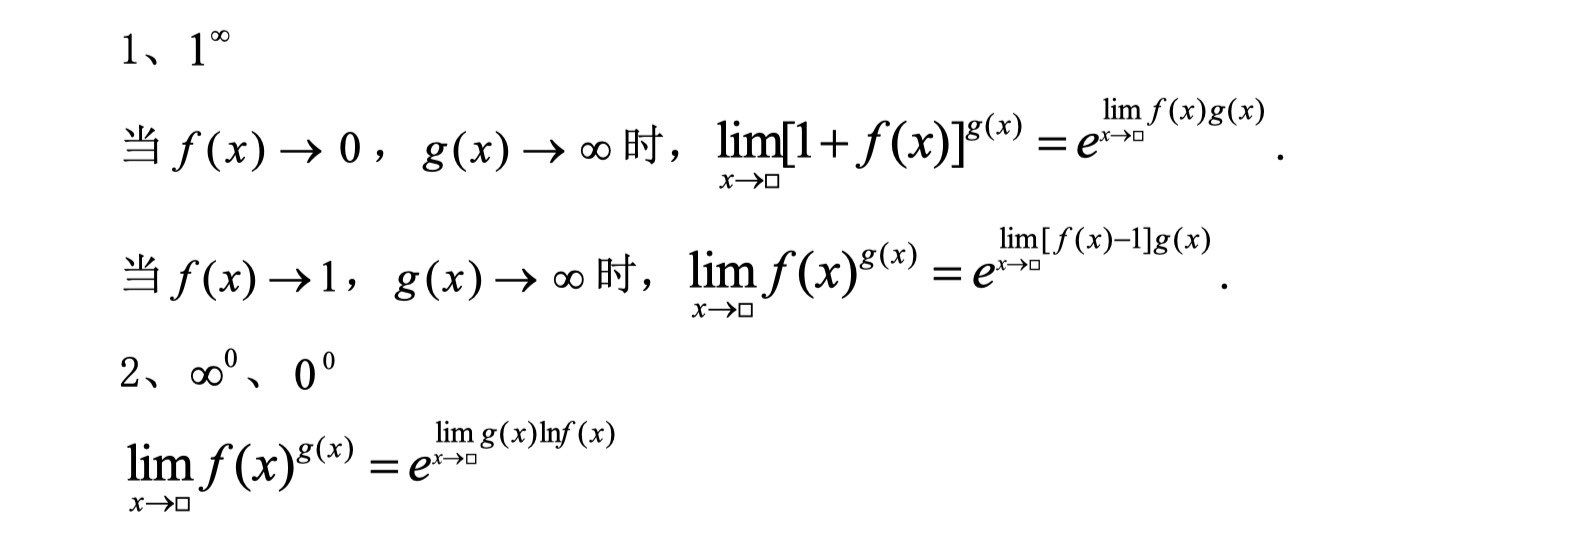 1、1^∞
当 f(x)→0，g(x)→∞时，lim_{x→□}[1+f(x)]^{g(x)}=e^{lim_{x→□}f(x)g(x)}.
当 f(x)→1，g(x)→∞时，lim_{x→□}f(x)^{g(x)}=e^{lim_{x→□}[f(x)−1]g(x)}.
2、∞^0、0^0
lim_{x→□}f(x)^{g(x)}=e^{lim_{x→□}g(x)lnf(x)}